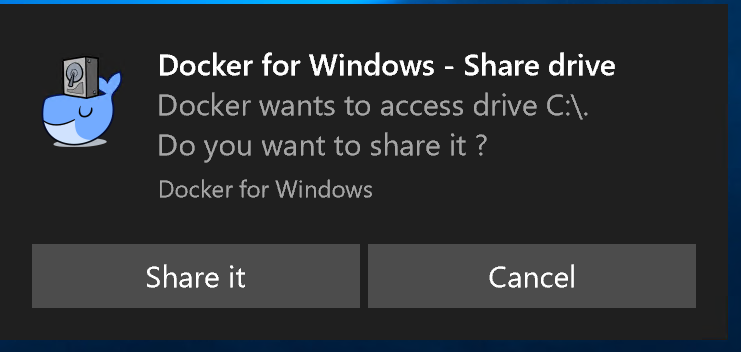 Docker for Windows - Share drive
Docker wants to access drive C:\.
Do you want to share it ?
Docker for Windows
Share it
Cancel